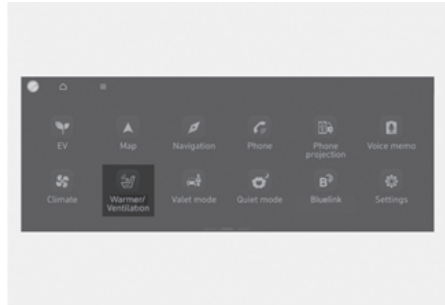 EV
Map
Navigation
Phone
Phone
projection
Voice memo
Climate
Warmer/
Ventilation
Valet mode
Quiet mode
Bluelink
Settings